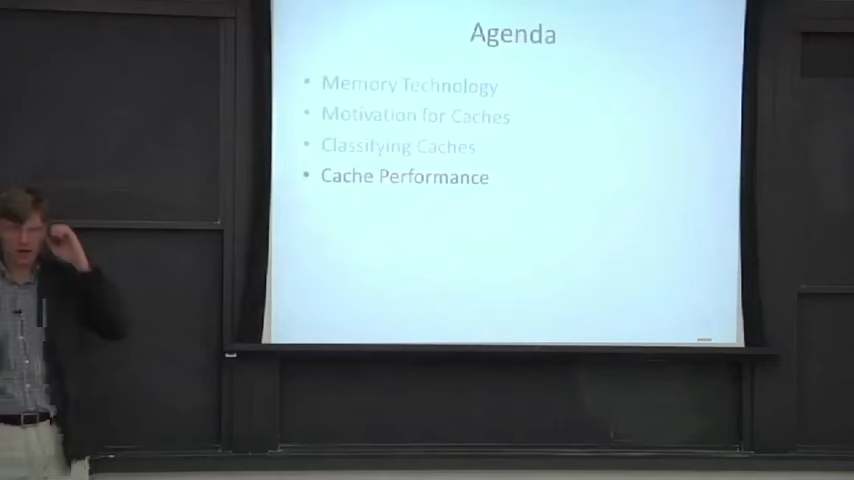 Agenda
• Memory Technology
• Motivation for Caches
• Classifying Caches
• Cache Performance